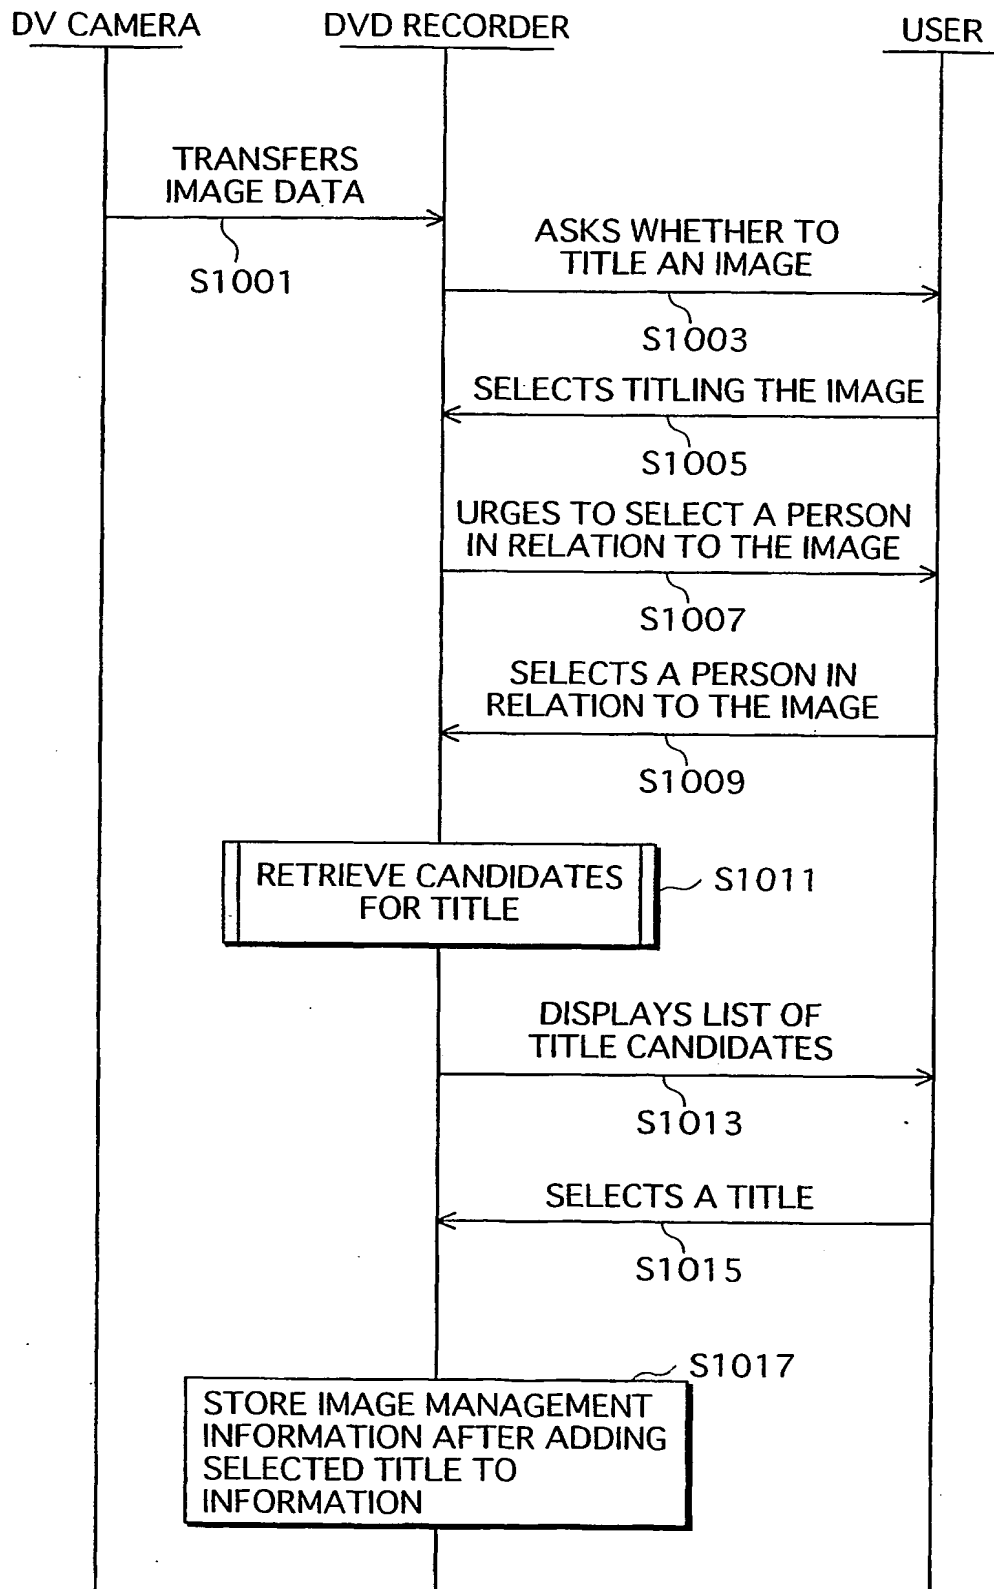 DV CAMERA
DVD RECORDER
USER
TRANSFERS
IMAGE DATA
S1001
ASKS WHETHER TO
TITLE AN IMAGE
S1003
SELECTS TITLING THE IMAGE
S1005
URGES TO SELECT A PERSON
IN RELATION TO THE IMAGE
S1007
SELECTS A PERSON IN
RELATION TO THE IMAGE
S1009
RETRIEVE CANDIDATES
FOR TITLE
S1011
DISPLAYS LIST OF
TITLE CANDIDATES
S1013
SELECTS A TITLE
S1015
S1017
STORE IMAGE MANAGEMENT
INFORMATION AFTER ADDING
SELECTED TITLE TO
INFORMATION